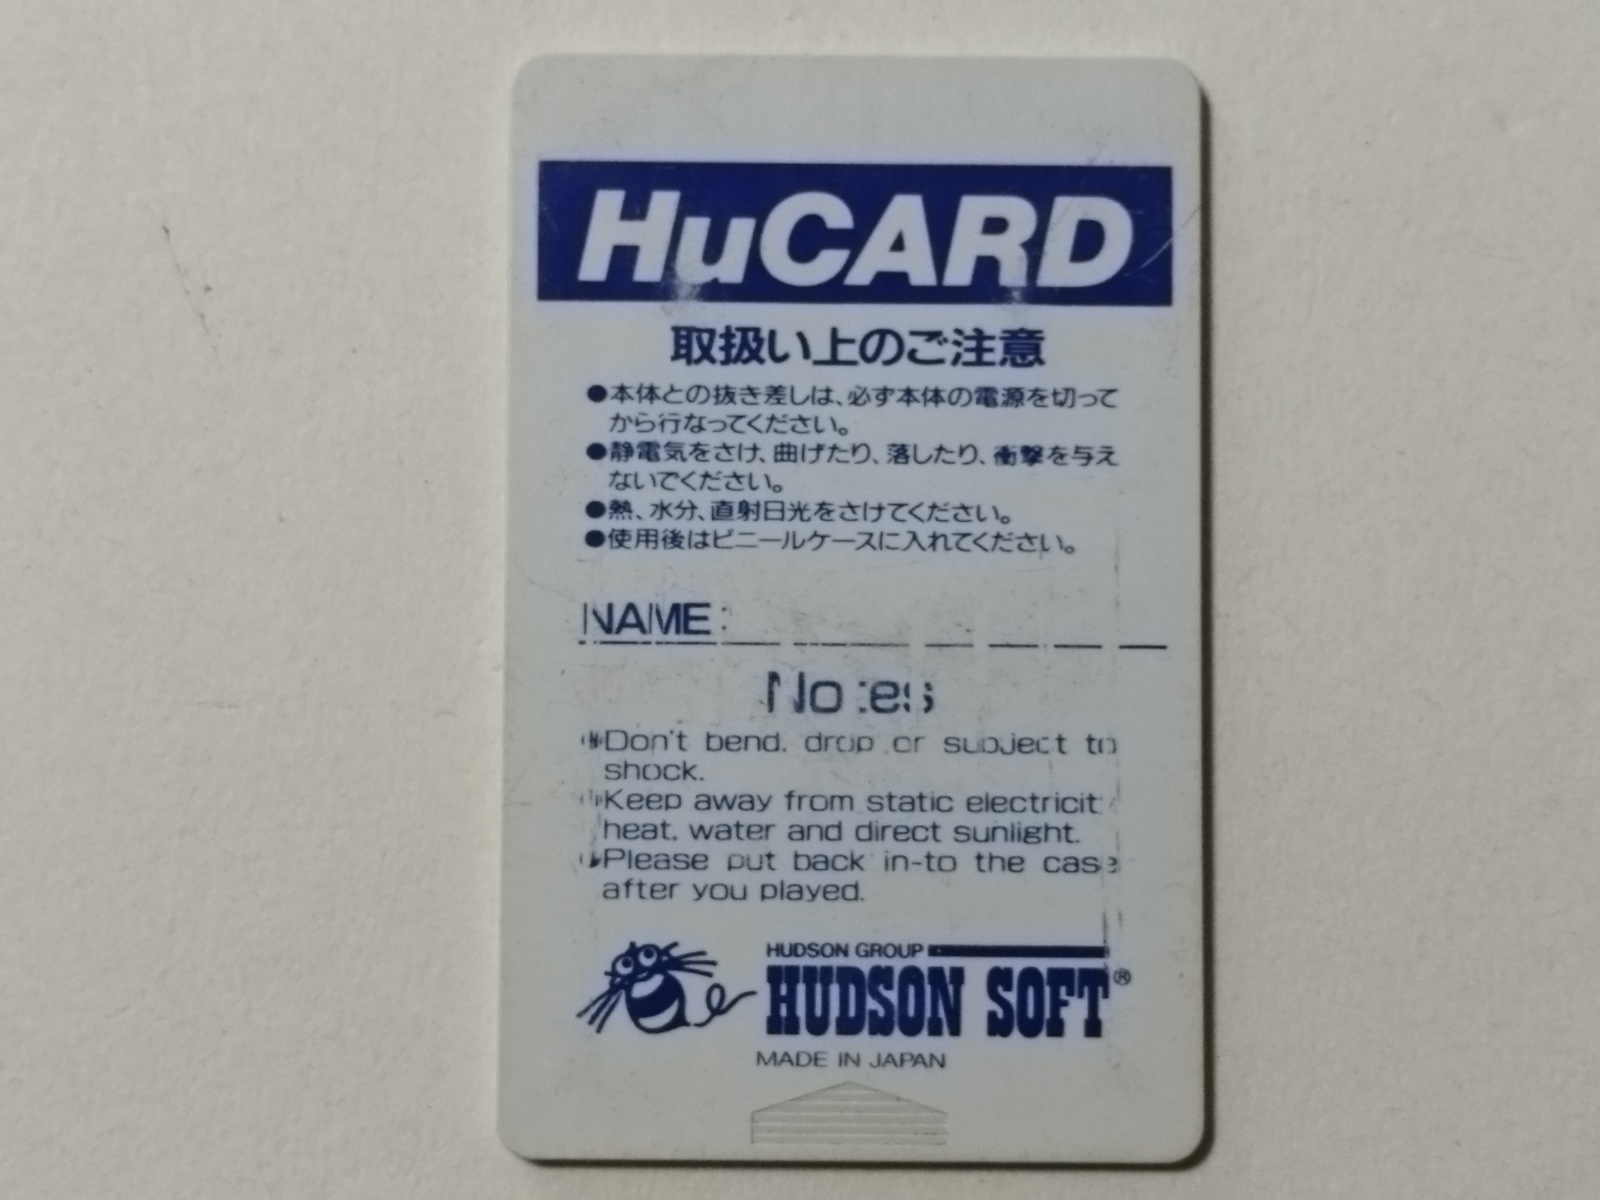 HuCARD
取扱い上のご注意
●本体との抜き差しは、必ず本体の電源を切って
から行なってください。
●静電気をさけ、曲げたり、落したり、衝撃を与え
ないでください。
●熱、水分、直射日光をさけてください。
●使用後はビニールケースに入れてください。
NAME:
Notes
●Don't bend, drop or subject to
shock.
●Keep away from static electricity
heat, water and direct sunlight.
●Please put back in-to the case
after you played.
HUDSON GROUP
HUDSON SOFT®
MADE IN JAPAN